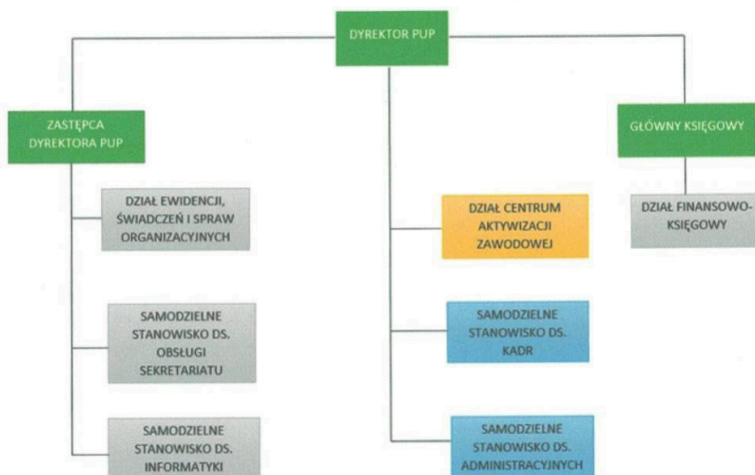 DYREKTOR PUP
ZASTĘPCA
DYREKTORA PUP
GŁÓWNY KSIĘGOWY
DZIAŁ EWIDENCJI,
ŚWIADCZEŃ I SPRAW
ORGANIZACYJNYCH
DZIAŁ CENTRUM
AKTYWIZACJI
ZAWODOWEJ
DZIAŁ FINANSOWO-
KSIĘGOWY
SAMODZIELNE
STANOWISKO DS.
OBSŁUGI
SEKRETARIATU
SAMODZIELNE
STANOWISKO DS.
KADR
SAMODZIELNE
STANOWISKO DS.
INFORMATYKI
SAMODZIELNE
STANOWISKO DS.
ADMINISTRACYJNYCH